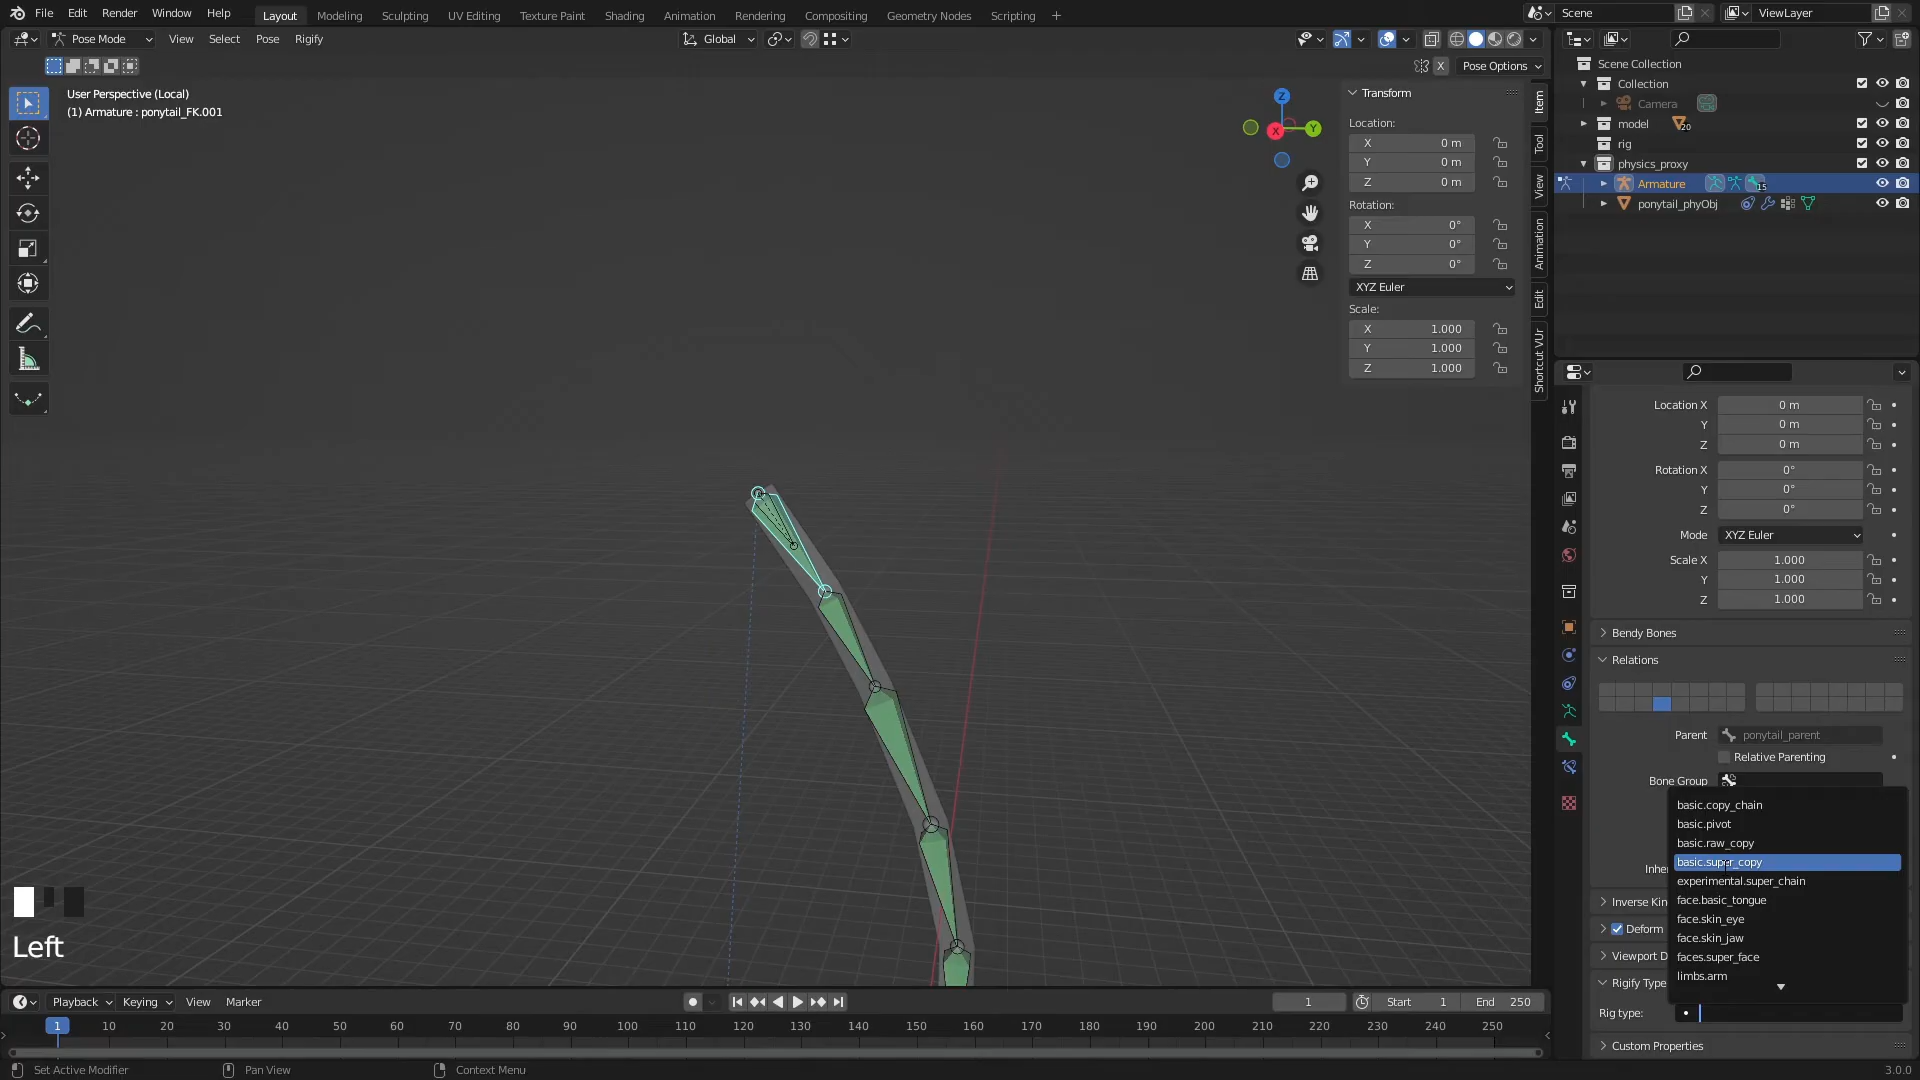 File Edit Render Window Help Layout Modeling Sculpting UV Editing Texture Paint Shading Animation Rendering Compositing Geometry Nodes Scripting + Scene ViewLayer
Pose Mode View Select Pose Rigify Global
X Pose Options
User Perspective (Local)
(1) Armature : ponytail_FK.001
Z
Y
X
Transform
Location:
X 0 m
Y 0 m
Z 0 m
Rotation:
X 0°
Y 0°
Z 0°
XYZ Euler
Scale:
X 1.000
Y 1.000
Z 1.000
Item
Tool
View
Animation
Edit
Shortcut VUr
Scene Collection
Collection
Camera
model 20
rig
physics_proxy
Armature 15
ponytail_phyObj
Location X 0 m
Y 0 m
Z 0 m
Rotation X 0°
Y 0°
Z 0°
Mode XYZ Euler
Scale X 1.000
Y 1.000
Z 1.000
Bendy Bones
Relations
Parent ponytail_parent
Relative Parenting
Bone Group
basic.copy_chain
basic.pivot
basic.raw_copy
basic.super_copy
experimental.super_chain
face.basic_tongue
face.skin_eye
face.skin_jaw
faces.super_face
limbs.arm
Inher
Inverse Kin
Deform
Viewport D
Rigify Type
Rig type:
Custom Properties
Left
Playback Keying View Marker 1 Start 1 End 250
1 10 20 30 40 50 60 70 80 90 100 110 120 130 140 150 160 170 180 190 200 210 220 230 240 250
Set Active Modifier Pan View Context Menu 3.0.0